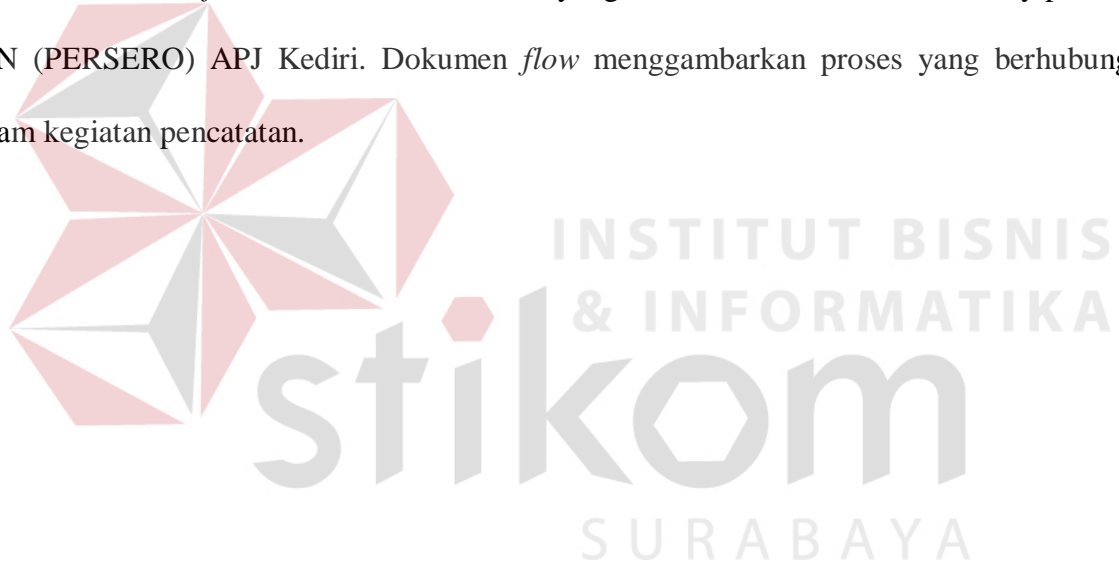 N (PERSERO) APJ Kediri. Dokumen flow menggambarkan proses yang berhubung
am kegiatan pencatatan.
INSTITUT BISNIS
& INFORMATIKA
stikom
SURABAYA